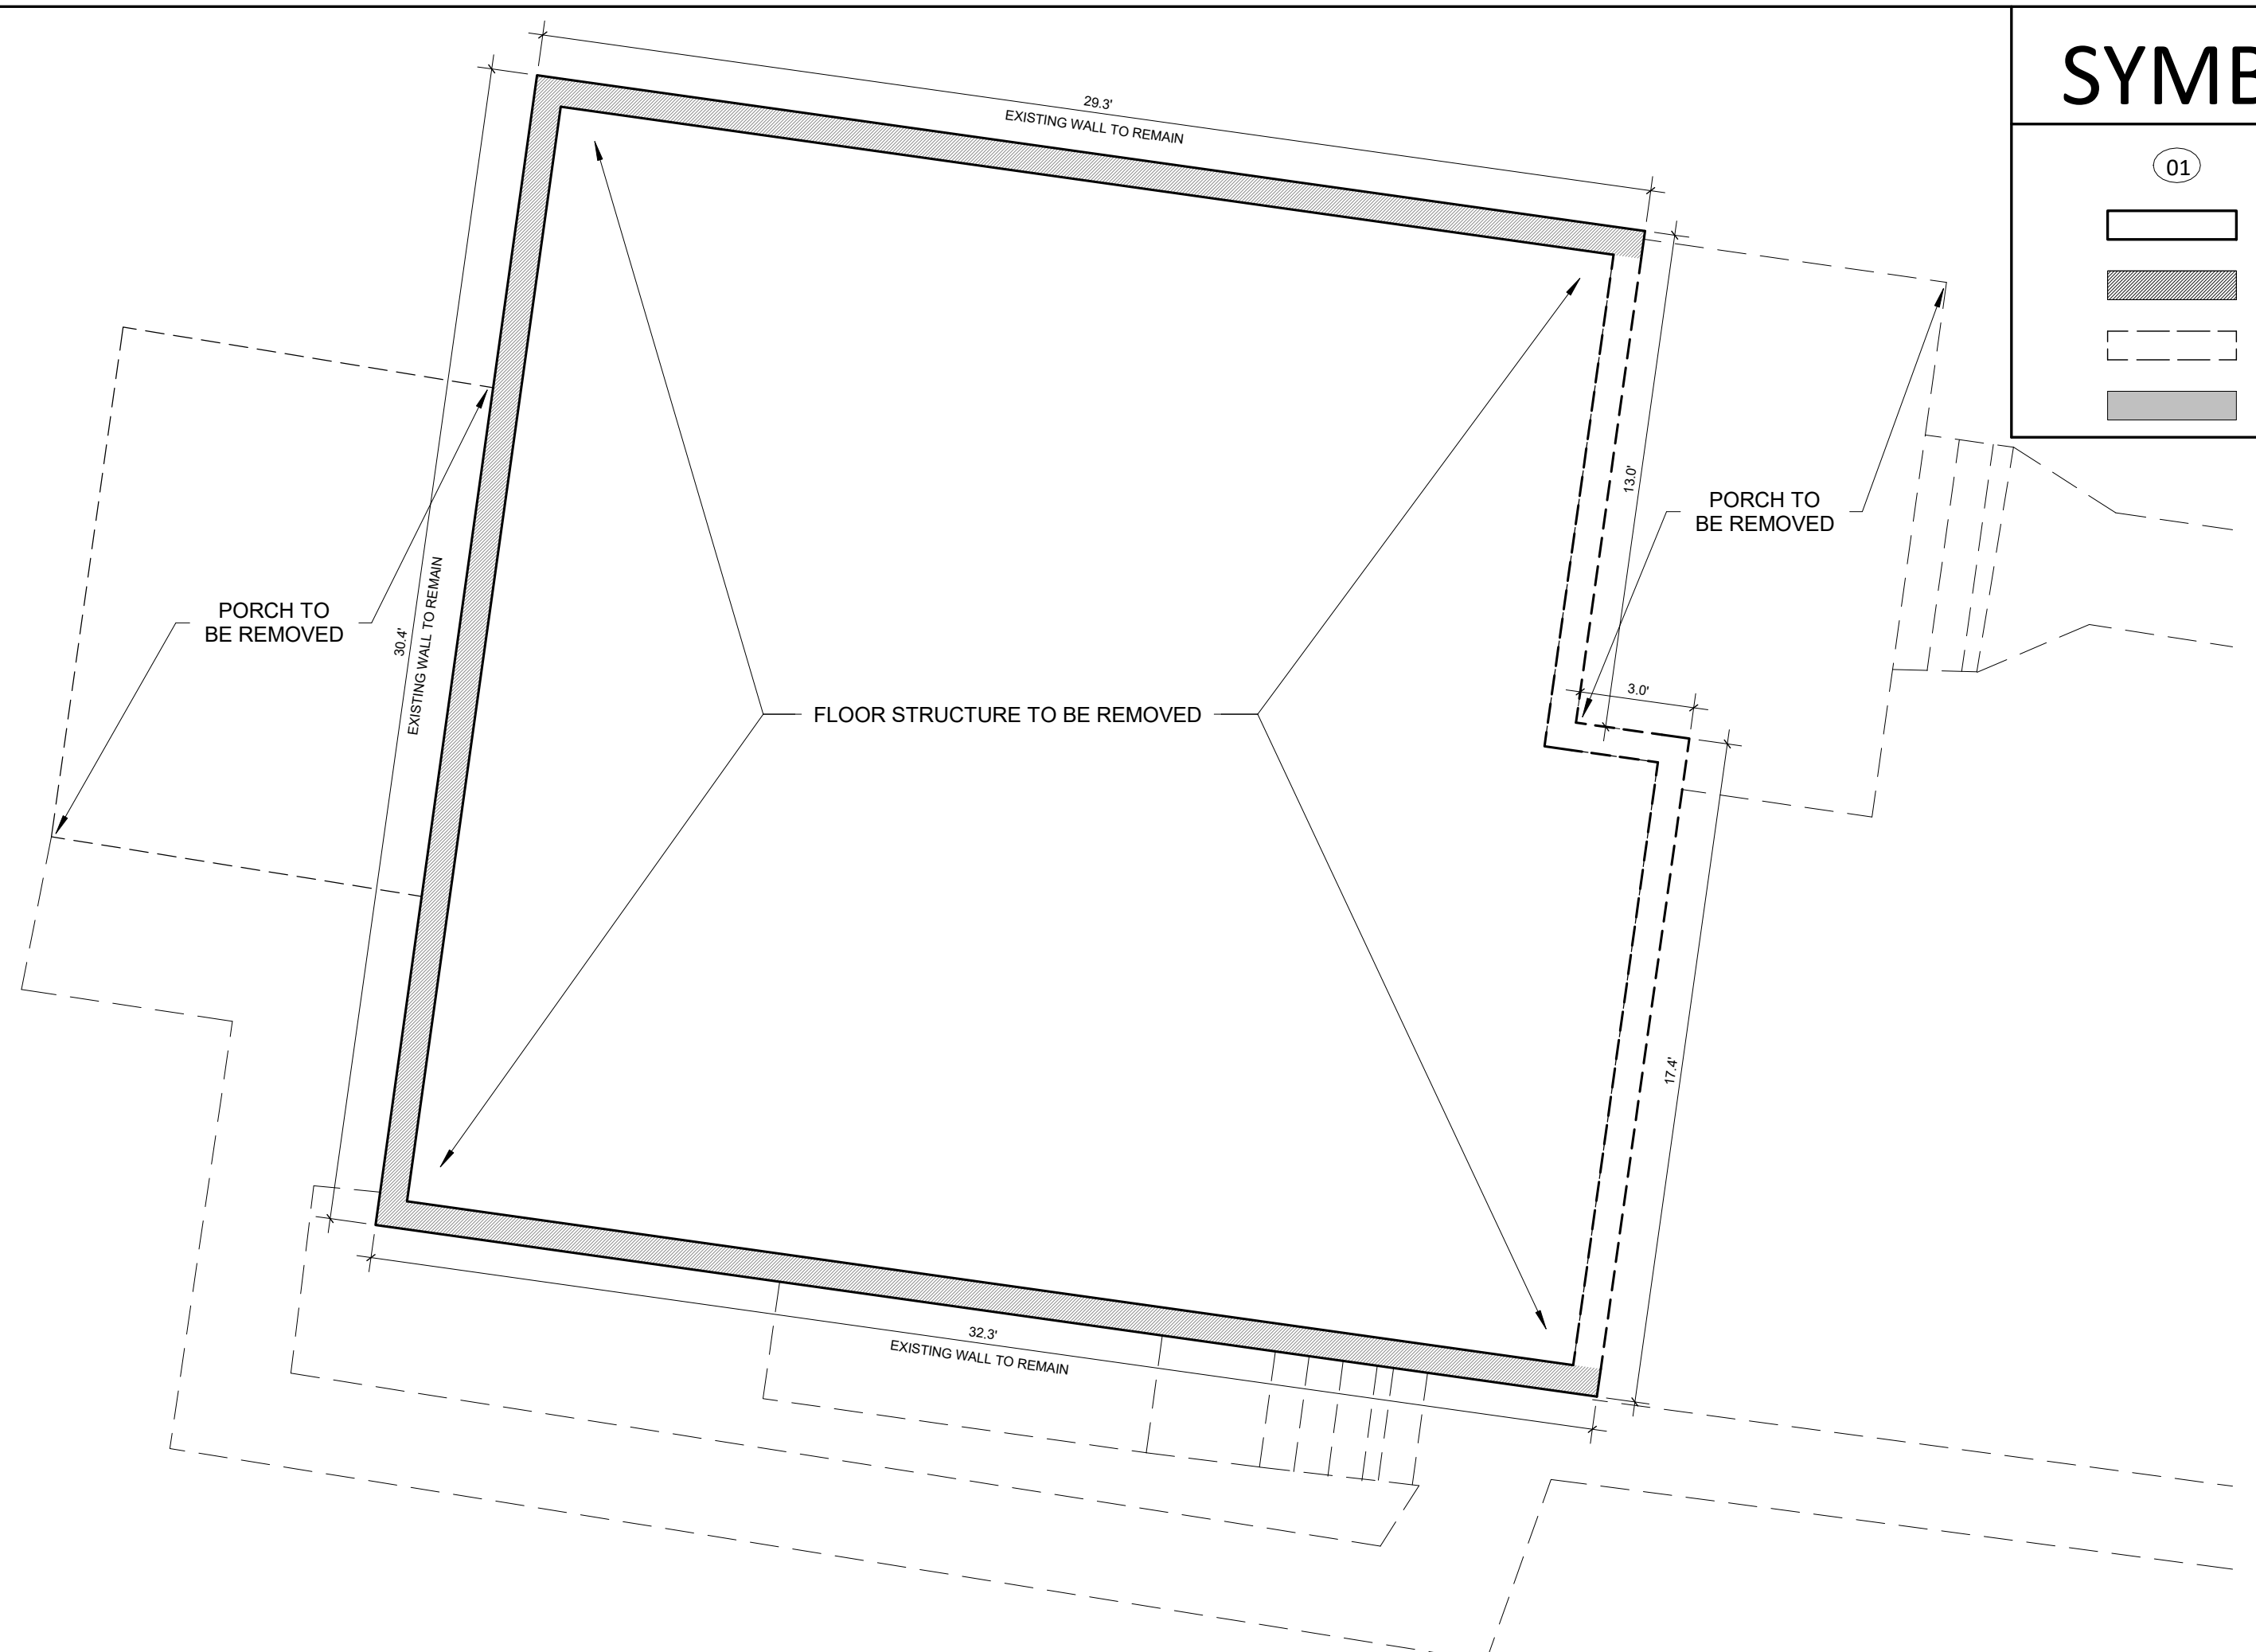 SYMB
01
29.3'
EXISTING WALL TO REMAIN
13.0'
PORCH TO
BE REMOVED
PORCH TO
BE REMOVED
30.4'
EXISTING WALL TO REMAIN
3.0'
FLOOR STRUCTURE TO BE REMOVED
17.4'
32.3'
EXISTING WALL TO REMAIN